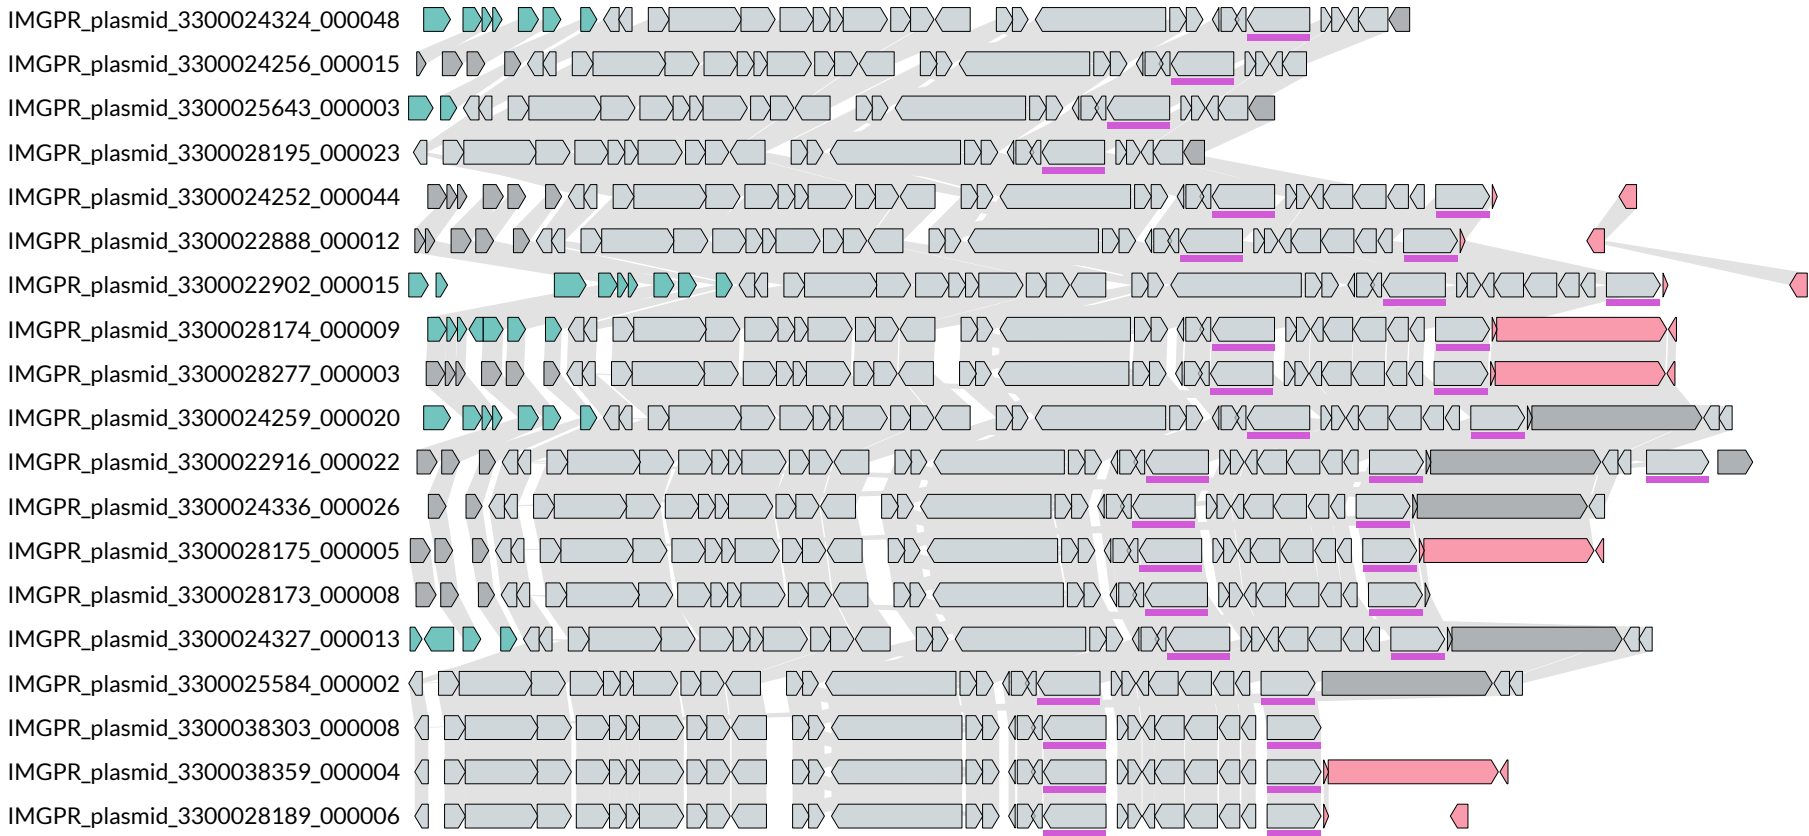 IMGPR_plasmid_3300024324_000048
IMGPR_plasmid_3300024256_000015
IMGPR_plasmid_3300025643_000003
IMGPR_plasmid_3300028195_000023
IMGPR_plasmid_3300024252_000044
IMGPR_plasmid_3300022888_000012
IMGPR_plasmid_3300022902_000015
IMGPR_plasmid_3300028174_000009
IMGPR_plasmid_3300028277_000003
IMGPR_plasmid_3300024259_000020
IMGPR_plasmid_3300022916_000022
IMGPR_plasmid_3300024336_000026
IMGPR_plasmid_3300028175_000005
IMGPR_plasmid_3300028173_000008
IMGPR_plasmid_3300024327_000013
IMGPR_plasmid_3300025584_000002
IMGPR_plasmid_3300038303_000008
IMGPR_plasmid_3300038359_000004
IMGPR_plasmid_3300028189_000006